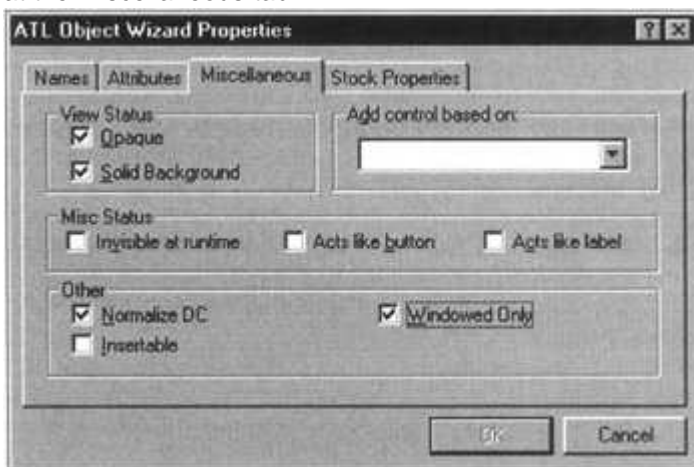 ATL Object Wizard Properties
Names Attributes Miscellaneous Stock Properties
View Status
Opaque
Solid Background
Add control based on:
Misc Status
Invisible at runtime Acts like button Acts like label
Other
Normalize DC Windowed Only
Insertable
OK Cancel